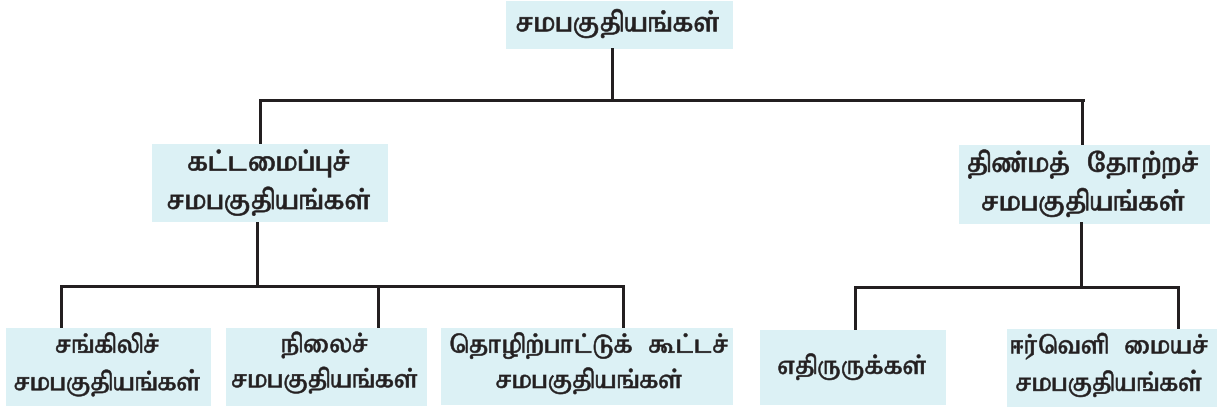 சமபகுதியங்கள்
கட்டமைப்புச்
சமபகுதியங்கள்
திண்மத் தோற்றச்
சமபகுதியங்கள்
சங்கிலிச்
சமபகுதியங்கள்
நிலைச்
சமபகுதியங்கள்
தொழிற்பாட்டுக் கூட்டச்
சமபகுதியங்கள்
எதிருருக்கள்
ஈர்வெளி மையச்
சமபகுதியங்கள்